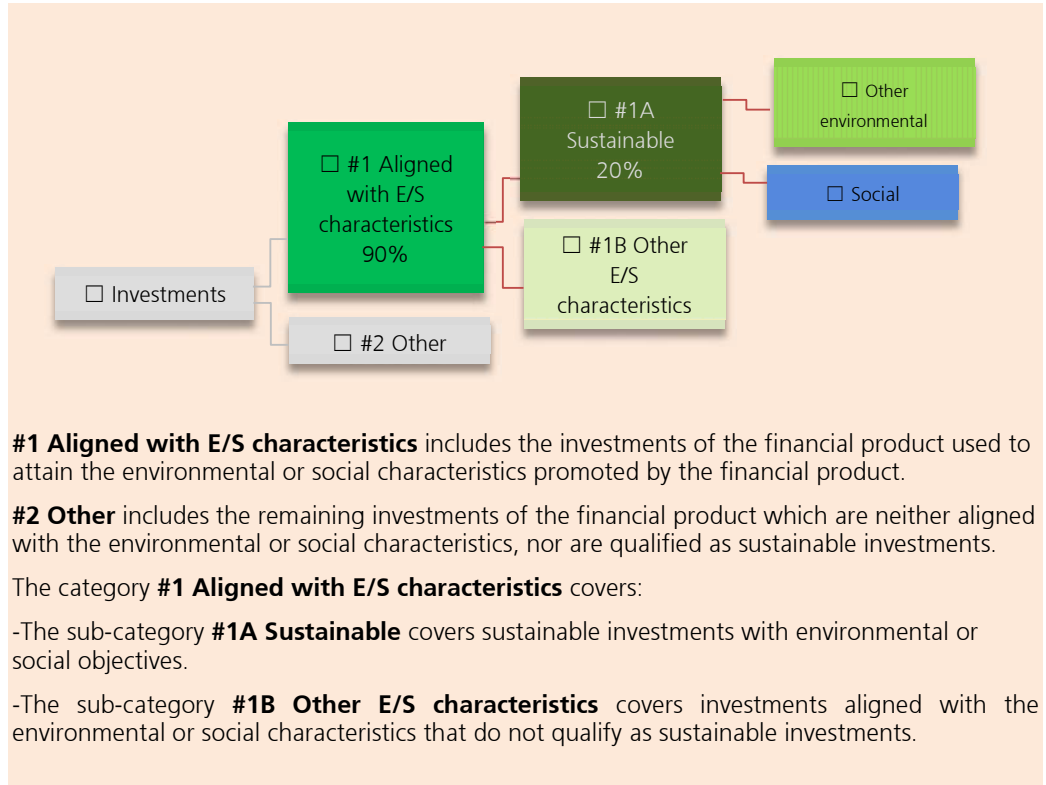 ☐ Other
environmental
☐ #1A
Sustainable
20%
☐ #1 Aligned
with E/S
characteristics
90%
☐ Social
☐ #1B Other
E/S
characteristics
☐ Investments
☐ #2 Other
#1 Aligned with E/S characteristics includes the investments of the financial product used to
attain the environmental or social characteristics promoted by the financial product.
#2 Other includes the remaining investments of the financial product which are neither aligned
with the environmental or social characteristics, nor are qualified as sustainable investments.
The category #1 Aligned with E/S characteristics covers:
-The sub-category #1A Sustainable covers sustainable investments with environmental or
social objectives.
-The sub-category #1B Other E/S characteristics covers investments aligned with the
environmental or social characteristics that do not qualify as sustainable investments.